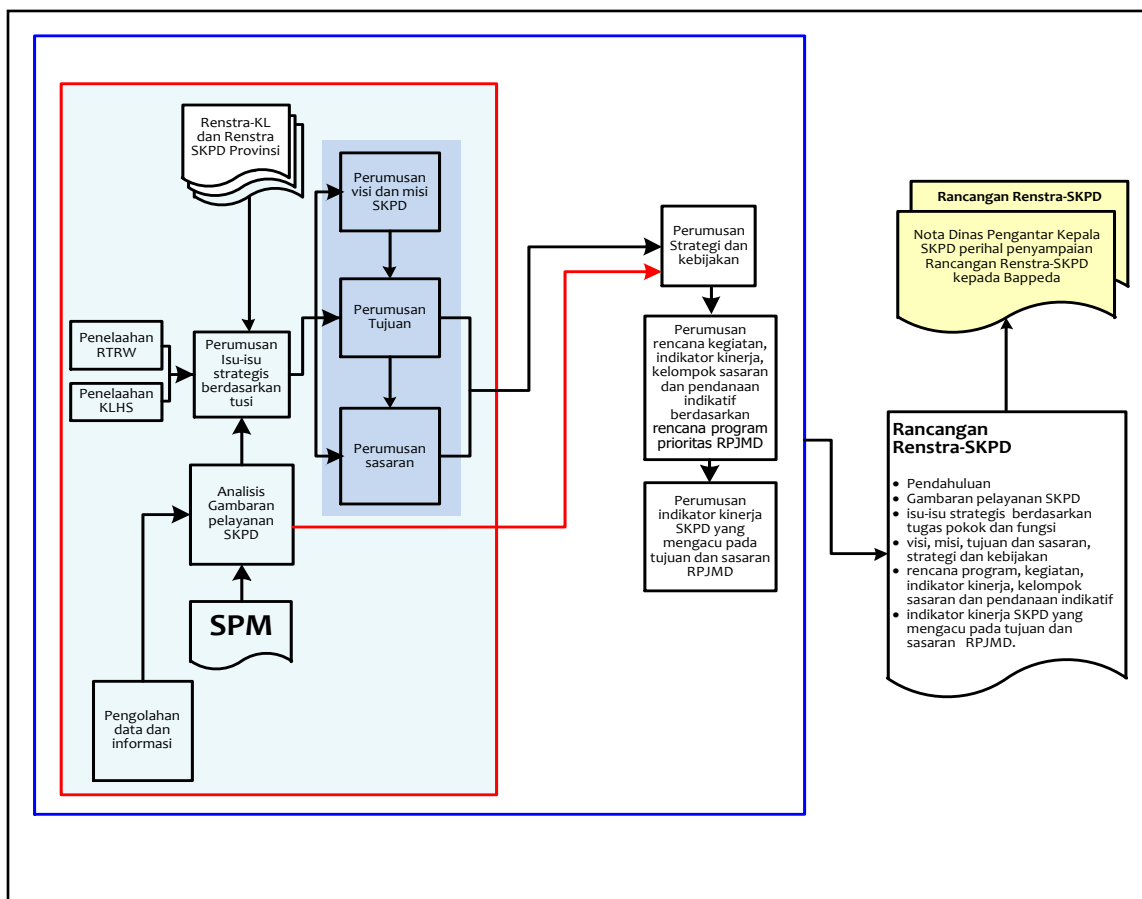 Renstra-KL
dan Renstra
SKPD Provinsi
Perumusan
visi dan misi
SKPD
Perumusan
Tujuan
Perumusan
sasaran
Penelaahan
RTRW
Penelaahan
KLHS
Perumusan
Isu-isu
strategis
berdasarkan
tusi
Analisis
Gambaran
pelayanan
SKPD
SPM
Pengolahan
data dan
informasi
Perumusan
Strategi dan
kebijakan
Perumusan
rencana kegiatan,
indikator kinerja,
kelompok sasaran
dan pendanaan
indikatif
berdasarkan
rencana program
prioritas RPJMD
Perumusan
indikator kinerja
SKPD yang
mengacu pada
tujuan dan sasaran
RPJMD
Rancangan Renstra-SKPD
Nota Dinas Pengantar Kepala
SKPD perihal penyampaian
Rancangan Renstra-SKPD
kepada Bappeda
Rancangan
Renstra-SKPD
• Pendahuluan
• Gambaran pelayanan SKPD
• isu-isu strategis berdasarkan
tugas pokok dan fungsi
• visi, misi, tujuan dan sasaran,
strategi dan kebijakan
• rencana program, kegiatan,
indikator kinerja, kelompok
sasaran dan pendanaan indikatif
• indikator kinerja SKPD yang
mengacu pada tujuan dan
sasaran RPJMD.